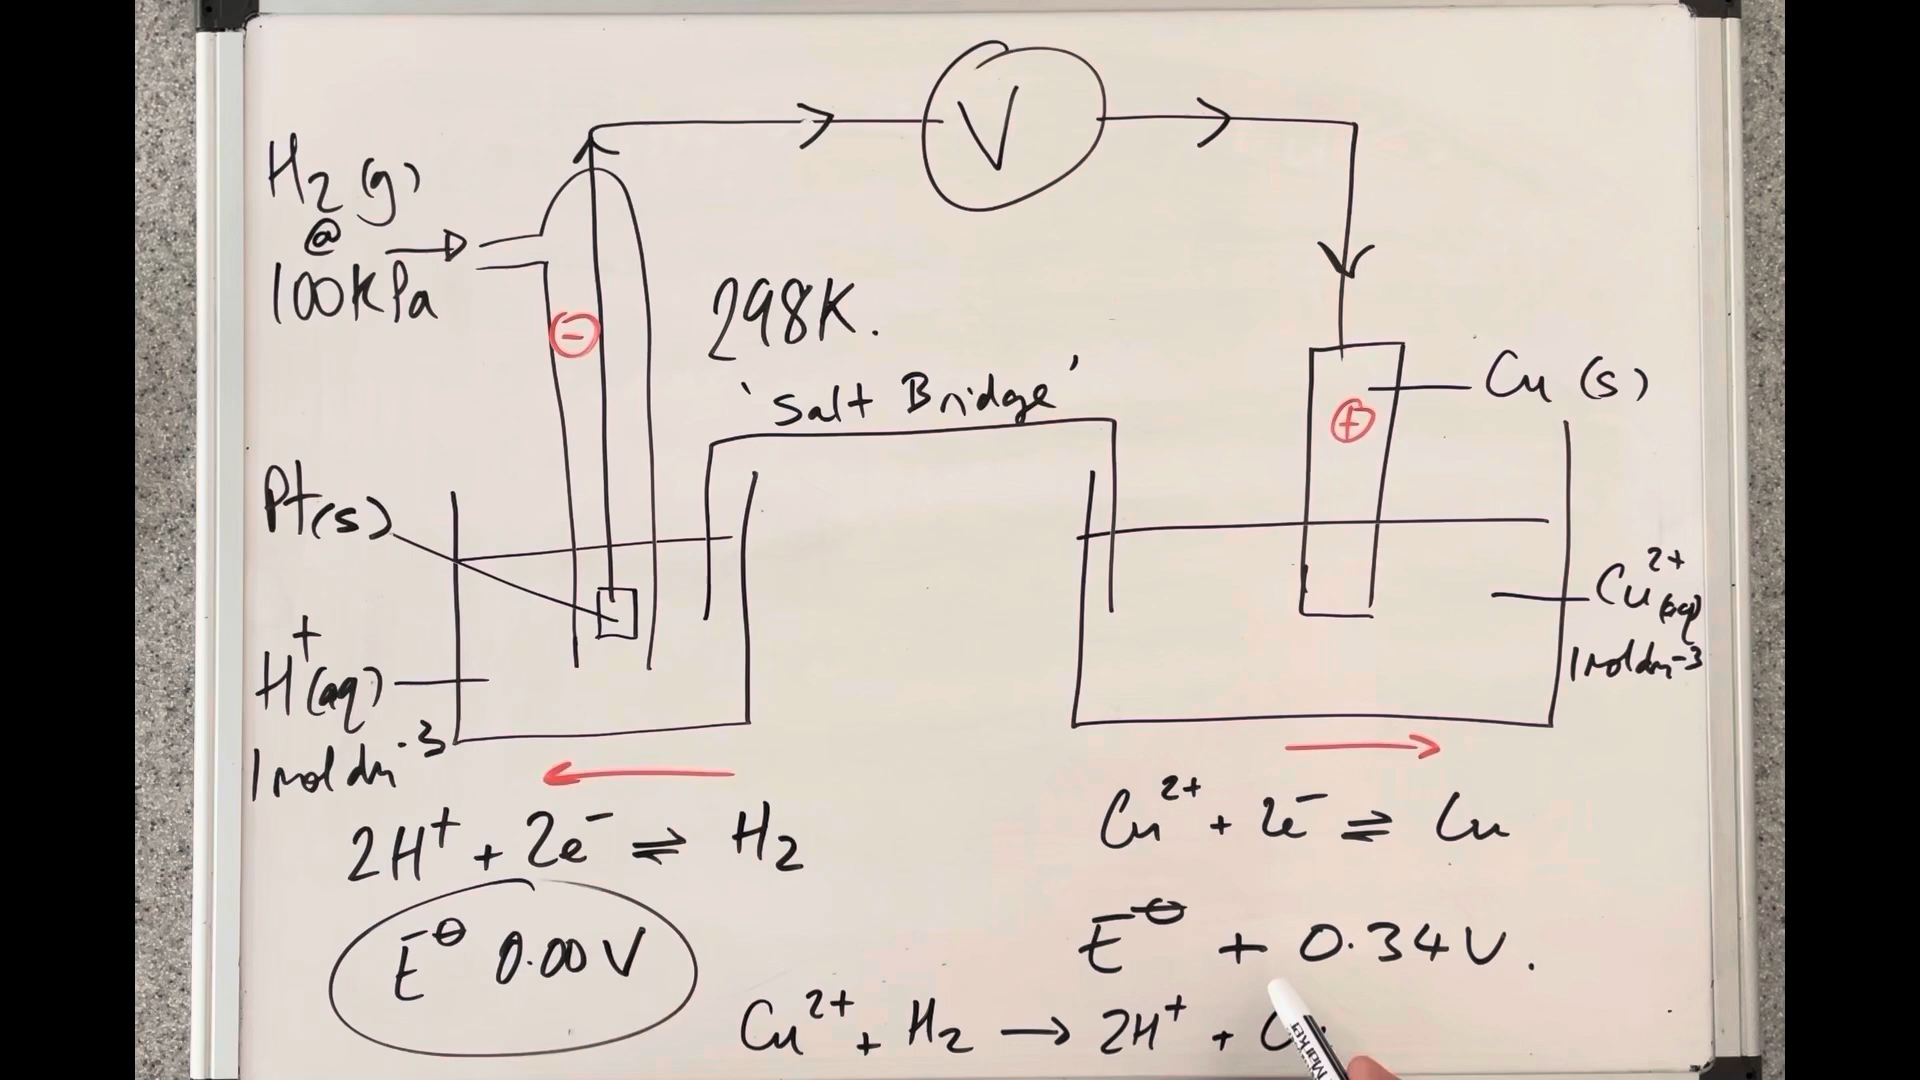 V
H₂ (g)
@
100kPa
⊖
298K.
'Salt Bridge'
Cu (s)
⊕
Pt(s)
Cu²⁺(aq)
1moldm⁻³
H⁺(aq)
1moldm⁻³
2H⁺ + 2e⁻ ⇌ H₂
Cu²⁺ + 2e⁻ ⇌ Cu
E⊖ 0.00V
E⊖ + 0.34V.
Cu²⁺ + H₂ → 2H⁺ +
Marker